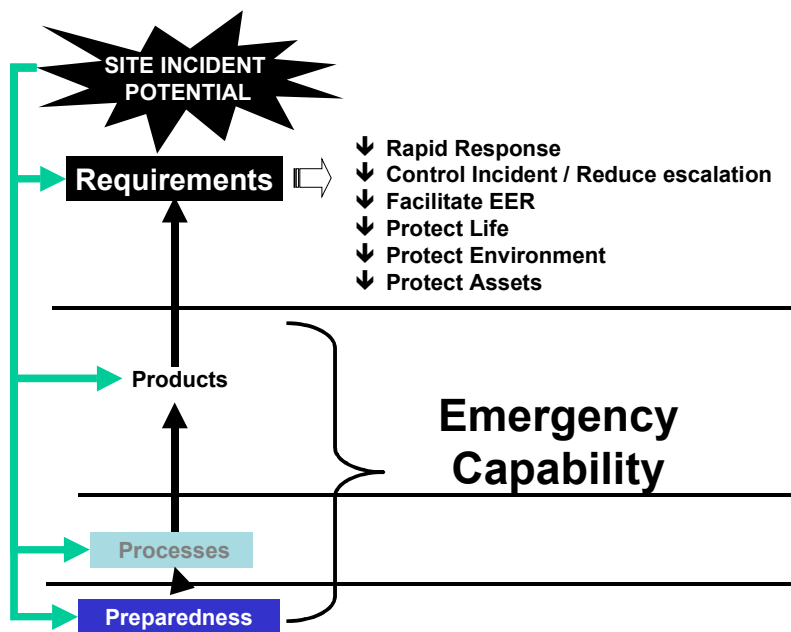 SITE INCIDENT
POTENTIAL
Requirements
Rapid Response
Control Incident / Reduce escalation
Facilitate EER
Protect Life
Protect Environment
Protect Assets
Products
Emergency
Capability
Processes
Preparedness